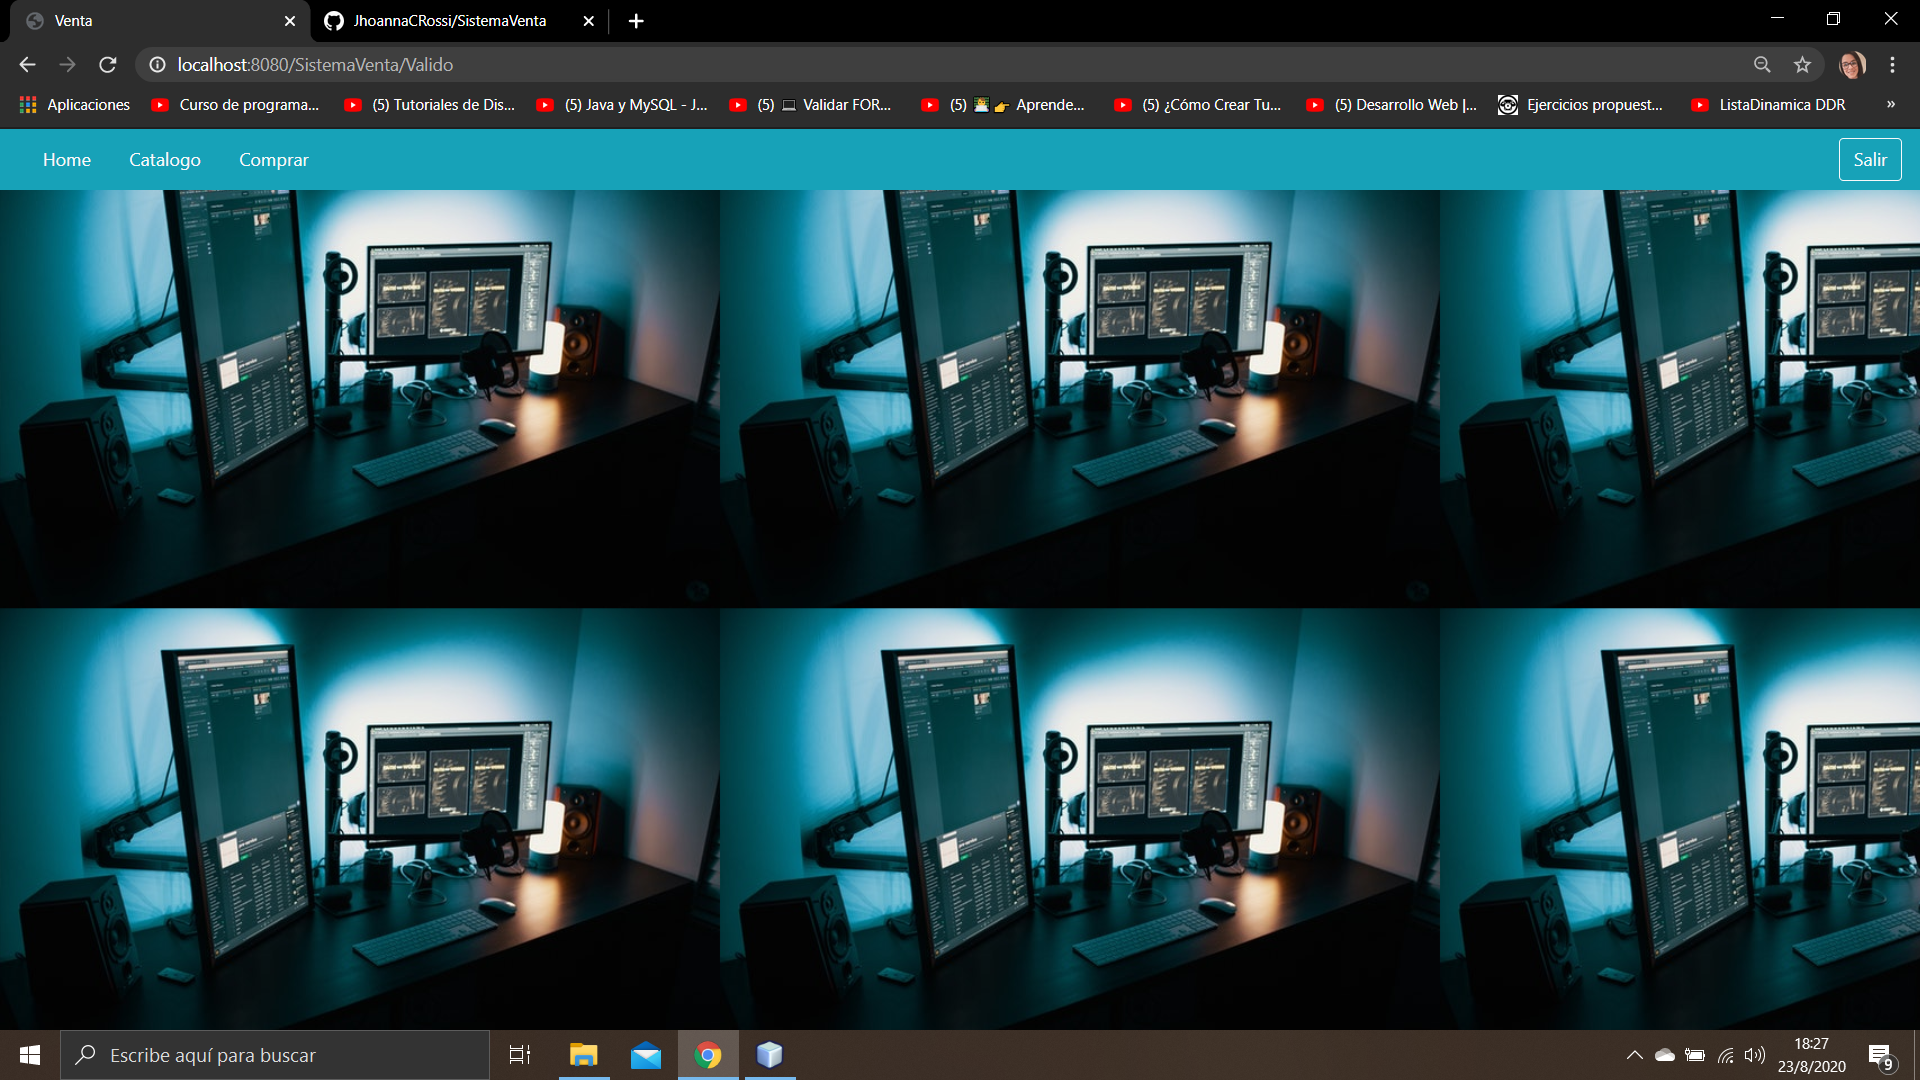 Venta
JhoannaCRossi/SistemaVenta
localhost:8080/SistemaVenta/Valido
Aplicaciones
Curso de programa...
(5) Tutoriales de Dis...
(5) Java y MySQL - J...
(5) 💻 Validar FOR...
(5) 👨‍💻 👉 Aprende...
(5) ¿Cómo Crear Tu...
(5) Desarrollo Web |...
Ejercicios propuest...
ListaDinamica DDR
»
Home
Catalogo
Comprar
Salir
Escribe aquí para buscar
18:27
23/8/2020
9